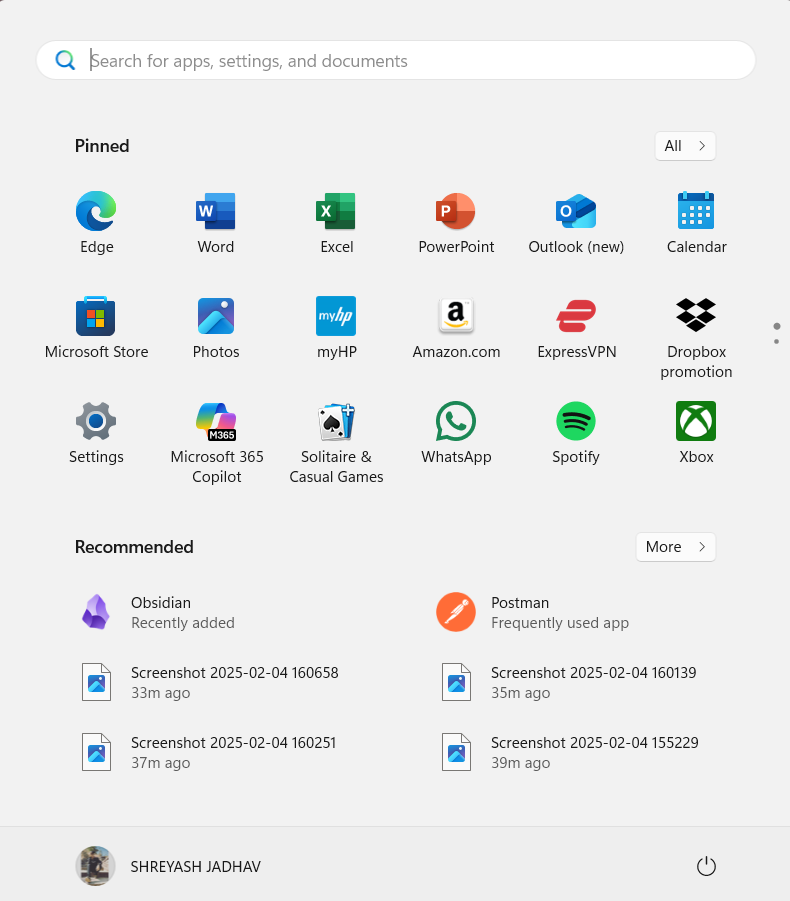 Search for apps, settings, and documents
Pinned
All
Edge
Word
Excel
PowerPoint
Outlook (new)
Calendar
Microsoft Store
Photos
myHP
Amazon.com
ExpressVPN
Dropbox
promotion
Settings
Microsoft 365
Copilot
Solitaire &
Casual Games
WhatsApp
Spotify
Xbox
W
X
P
O
myhp
a
M365
Recommended
More
Obsidian
Recently added
Postman
Frequently used app
Screenshot 2025-02-04 160658
33m ago
Screenshot 2025-02-04 160139
35m ago
Screenshot 2025-02-04 160251
37m ago
Screenshot 2025-02-04 155229
39m ago
SHREYASH JADHAV